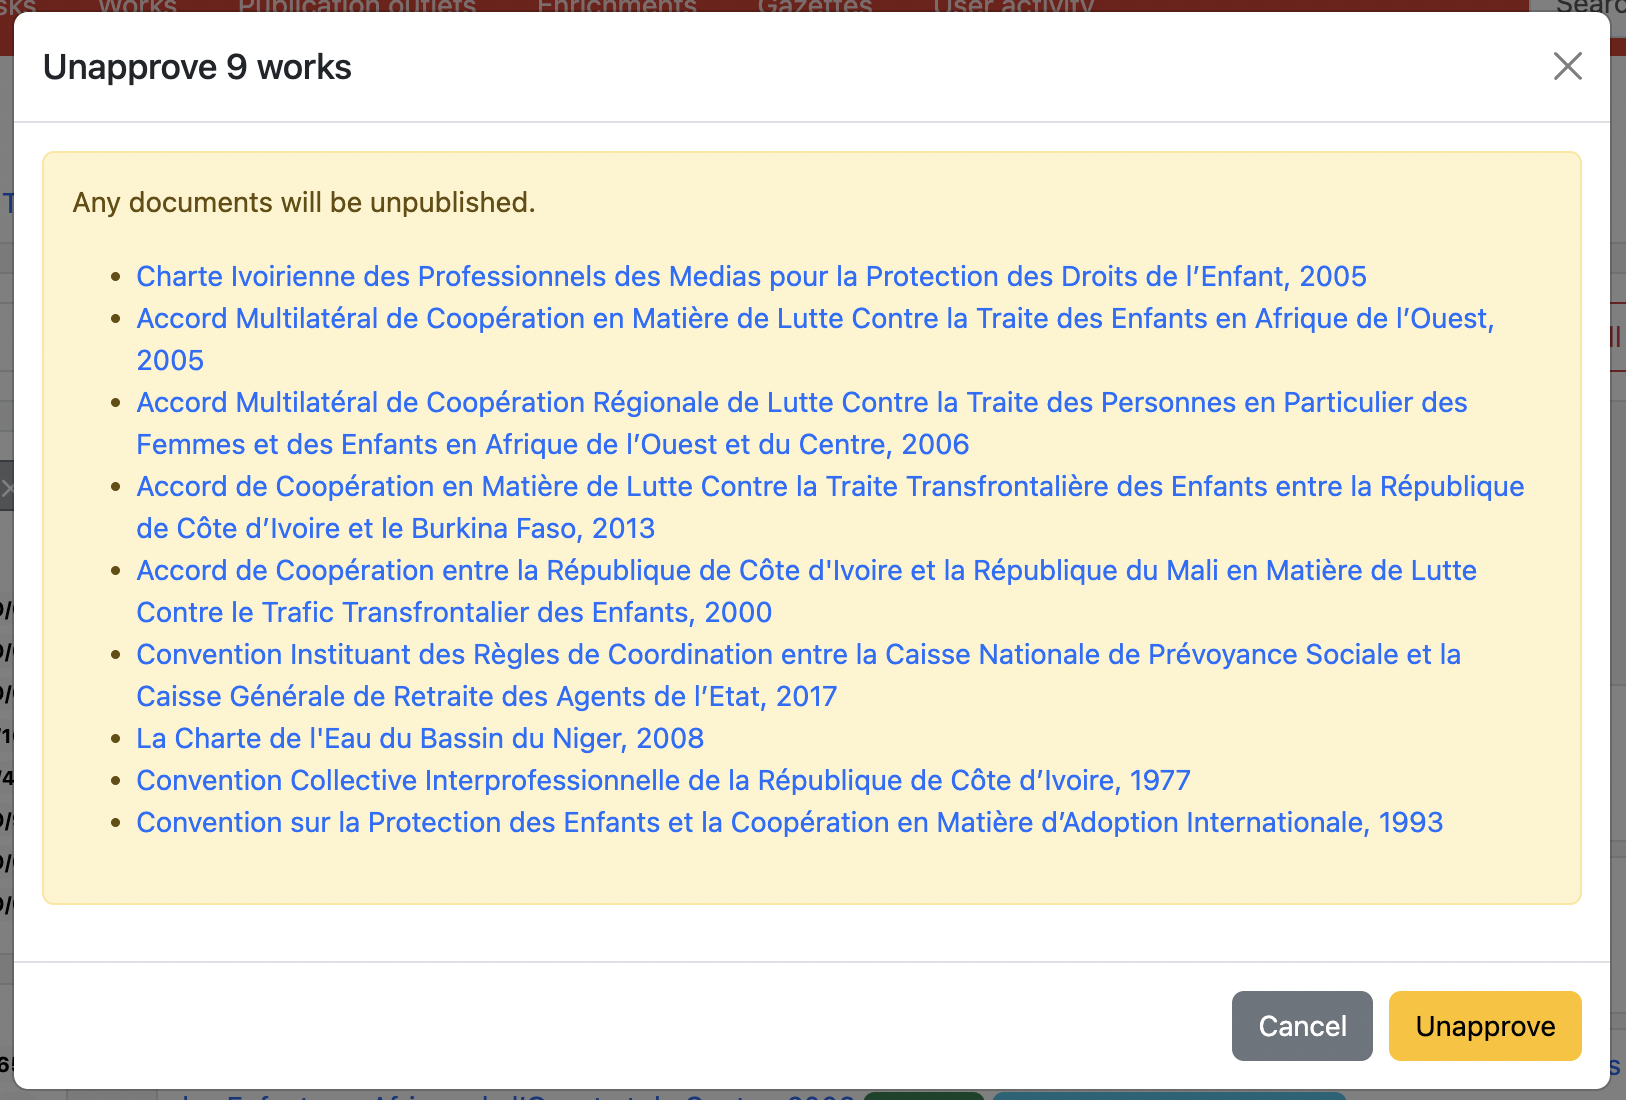 Works Publication outlets Enrichments Gazettes User activity
Unapprove 9 works
Any documents will be unpublished.
Charte Ivoirienne des Professionnels des Medias pour la Protection des Droits de l’Enfant, 2005
Accord Multilatéral de Coopération en Matière de Lutte Contre la Traite des Enfants en Afrique de l’Ouest,
2005
Accord Multilatéral de Coopération Régionale de Lutte Contre la Traite des Personnes en Particulier des
Femmes et des Enfants en Afrique de l’Ouest et du Centre, 2006
Accord de Coopération en Matière de Lutte Contre la Traite Transfrontalière des Enfants entre la République
de Côte d’Ivoire et le Burkina Faso, 2013
Accord de Coopération entre la République de Côte d'Ivoire et la République du Mali en Matière de Lutte
Contre le Trafic Transfrontalier des Enfants, 2000
Convention Instituant des Règles de Coordination entre la Caisse Nationale de Prévoyance Sociale et la
Caisse Générale de Retraite des Agents de l’Etat, 2017
La Charte de l'Eau du Bassin du Niger, 2008
Convention Collective Interprofessionnelle de la République de Côte d’Ivoire, 1977
Convention sur la Protection des Enfants et la Coopération en Matière d’Adoption Internationale, 1993
Cancel
Unapprove